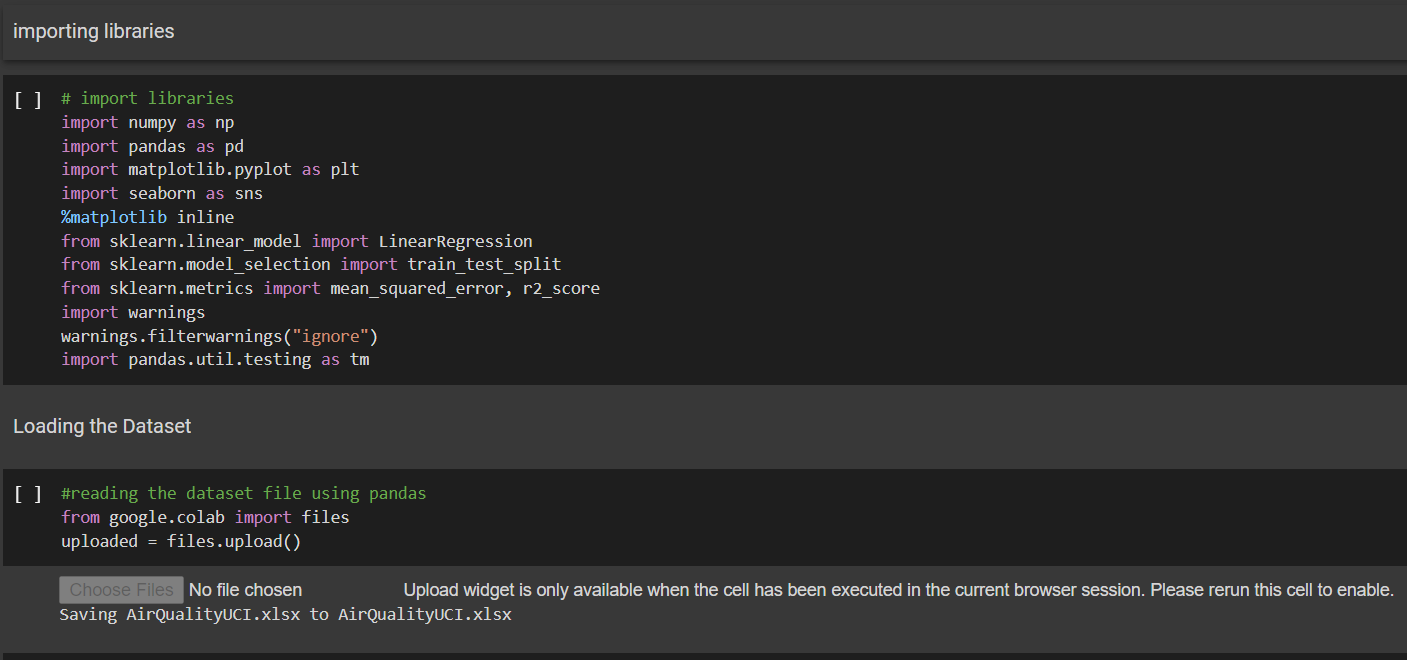 importing libraries
[ ] # import libraries
import numpy as np
import pandas as pd
import matplotlib.pyplot as plt
import seaborn as sns
%matplotlib inline
from sklearn.linear_model import LinearRegression
from sklearn.model_selection import train_test_split
from sklearn.metrics import mean_squared_error, r2_score
import warnings
warnings.filterwarnings("ignore")
import pandas.util.testing as tm
Loading the Dataset
[ ] #reading the dataset file using pandas
from google.colab import files
uploaded = files.upload()
Choose Files No file chosen Upload widget is only available when the cell has been executed in the current browser session. Please rerun this cell to enable.
Saving AirQualityUCI.xlsx to AirQualityUCI.xlsx